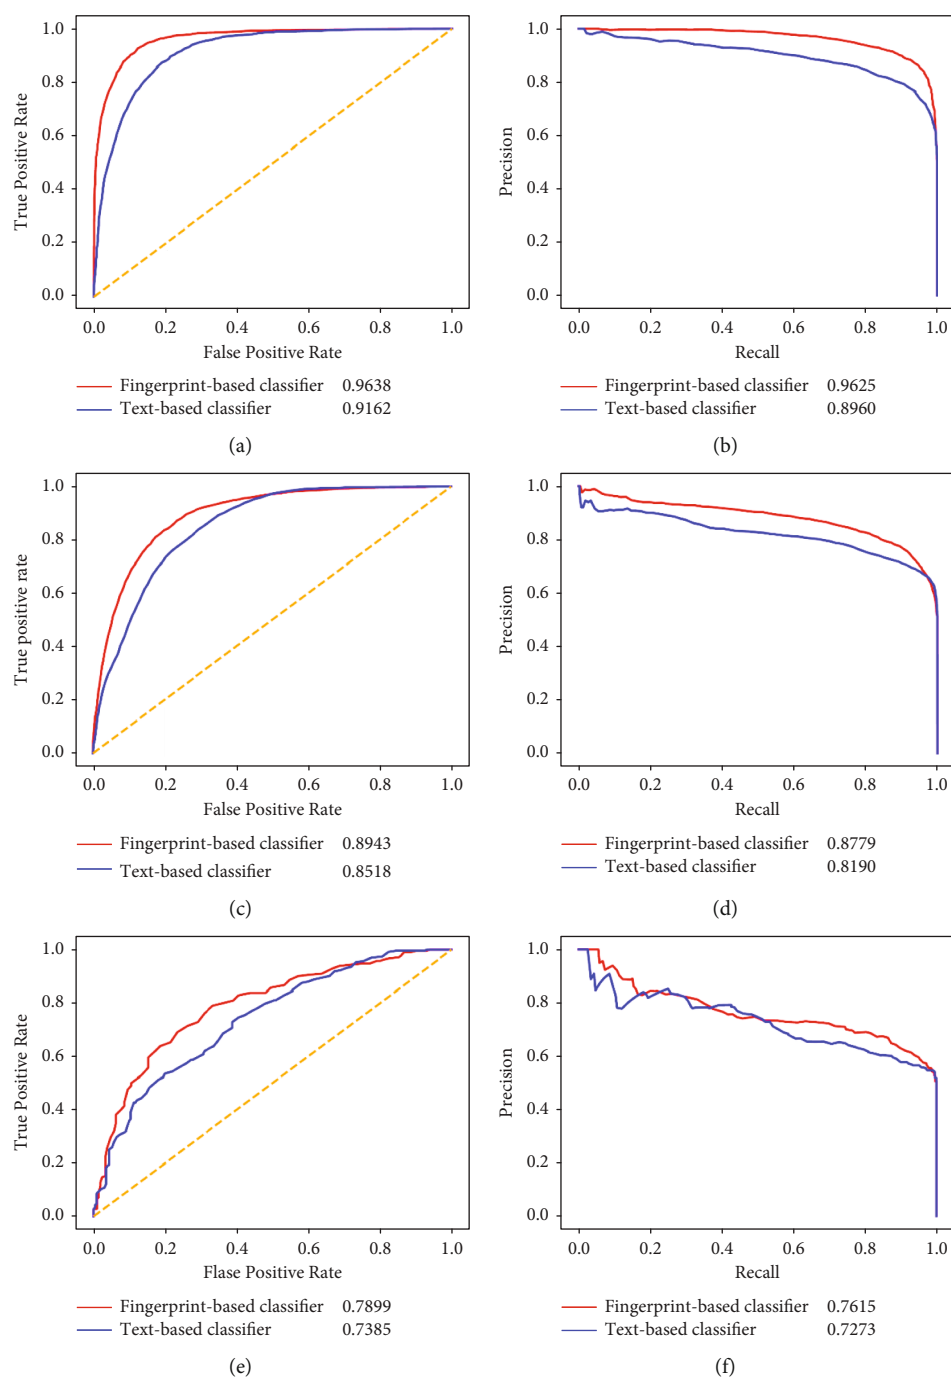 1.0
0.8
0.6
0.4
0.2
0.0
True Positive Rate
0.0 0.2 0.4 0.6 0.8 1.0
False Positive Rate
Fingerprint-based classifier 0.9638
Text-based classifier 0.9162
(a)
1.0
0.8
0.6
0.4
0.2
0.0
Precision
0.0 0.2 0.4 0.6 0.8 1.0
Recall
Fingerprint-based classifier 0.9625
Text-based classifier 0.8960
(b)
1.0
0.8
0.6
0.4
0.2
0.0
True positive rate
0.0 0.2 0.4 0.6 0.8 1.0
False Positive Rate
Fingerprint-based classifier 0.8943
Text-based classifier 0.8518
(c)
1.0
0.8
0.6
0.4
0.2
0.0
Precision
0.0 0.2 0.4 0.6 0.8 1.0
Recall
Fingerprint-based classifier 0.8779
Text-based classifier 0.8190
(d)
1.0
0.8
0.6
0.4
0.2
0.0
True Positive Rate
0.0 0.2 0.4 0.6 0.8 1.0
Flase Positive Rate
Fingerprint-based classifier 0.7899
Text-based classifier 0.7385
(e)
1.0
0.8
0.6
0.4
0.2
0.0
Precision
0.0 0.2 0.4 0.6 0.8 1.0
Recall
Fingerprint-based classifier 0.7615
Text-based classifier 0.7273
(f)